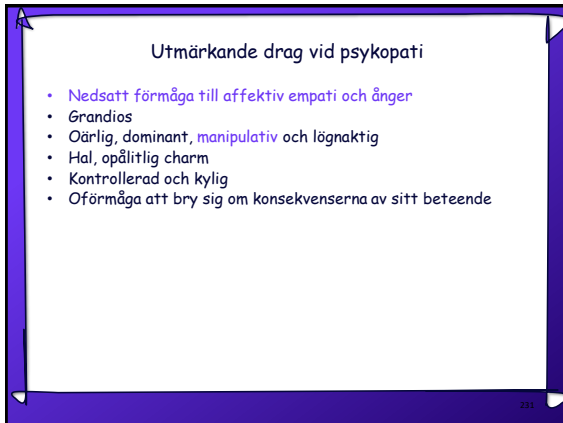 Utmärkande drag vid psykopati
• Nedsatt förmåga till affektiv empati och ånger
• Grandios
• Oärlig, dominant, manipulativ och lögnaktig
• Hal, opålitlig charm
• Kontrollerad och kylig
• Oförmåga att bry sig om konsekvenserna av sitt beteende
231